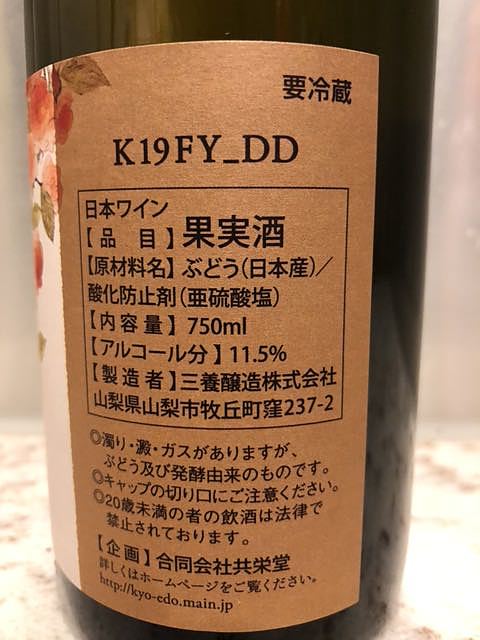 要冷蔵
K19FY_DD
日本ワイン
【品　目】果実酒
【原材料名】ぶどう(日本産)／
酸化防止剤(亜硫酸塩)
【内容量】750ml
【アルコール分】11.5%
【製造者】三養醸造株式会社
山梨県山梨市牧丘町窪237-2
◎濁り・澱・ガスがありますが、
ぶどう及び発酵由来のものです。
◎キャップの切り口にご注意ください。
◎20歳未満の者の飲酒は法律で
禁止されております。
【企画】合同会社共栄堂
詳しくはホームページをご覧ください。
http://kyo-edo.main.jp